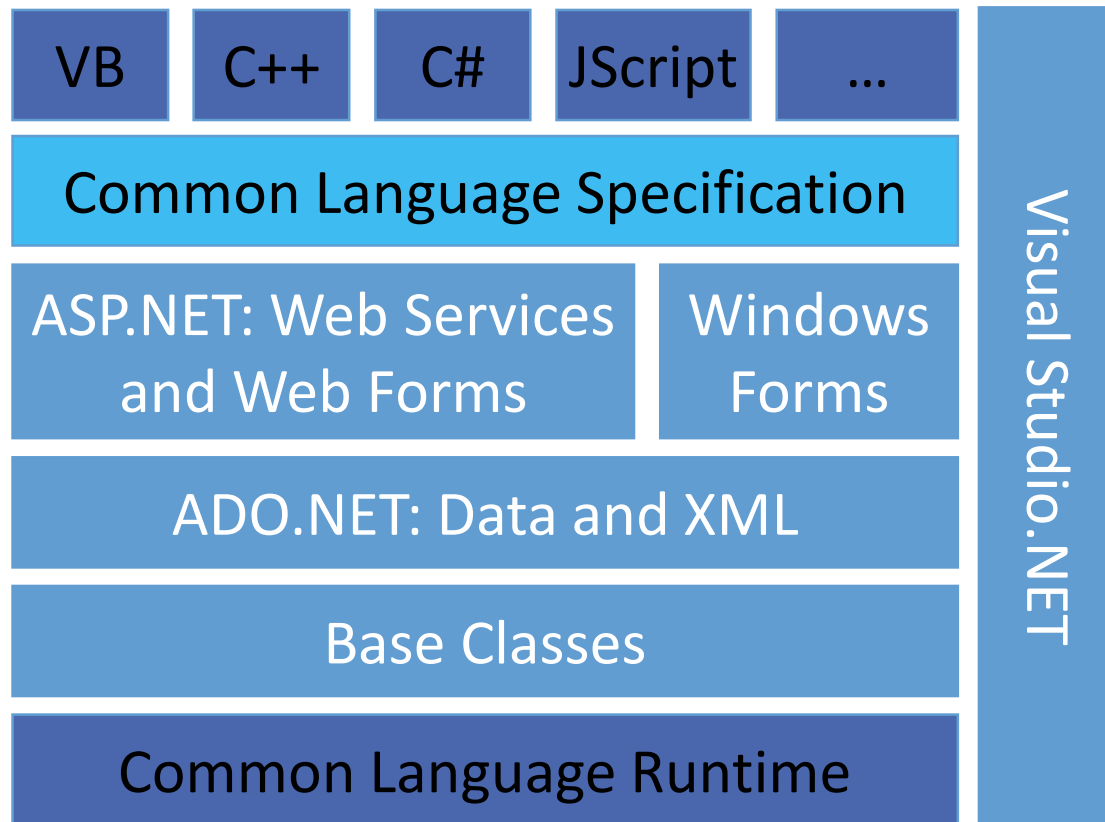 VB
C++
C#
JScript
...
Common Language Specification
ASP.NET: Web Services
and Web Forms
Windows
Forms
ADO.NET: Data and XML
Base Classes
Common Language Runtime
Visual Studio.NET